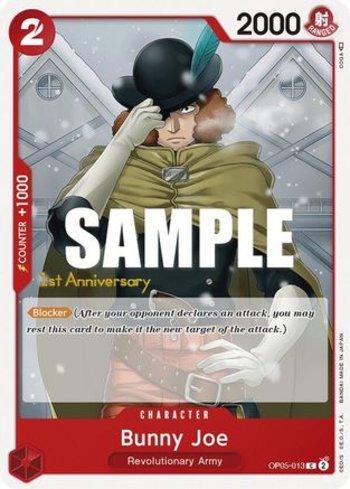 2
2000
射
RANGED
COUNTER +1000
SAMPLE
1st Anniversary
Blocker (After your opponent declares an attack, you may
rest this card to make it the new target of the attack.)
CHARACTER
Bunny Joe
Revolutionary Army
OP05-013 C 2
BANDAI MADE IN JAPAN